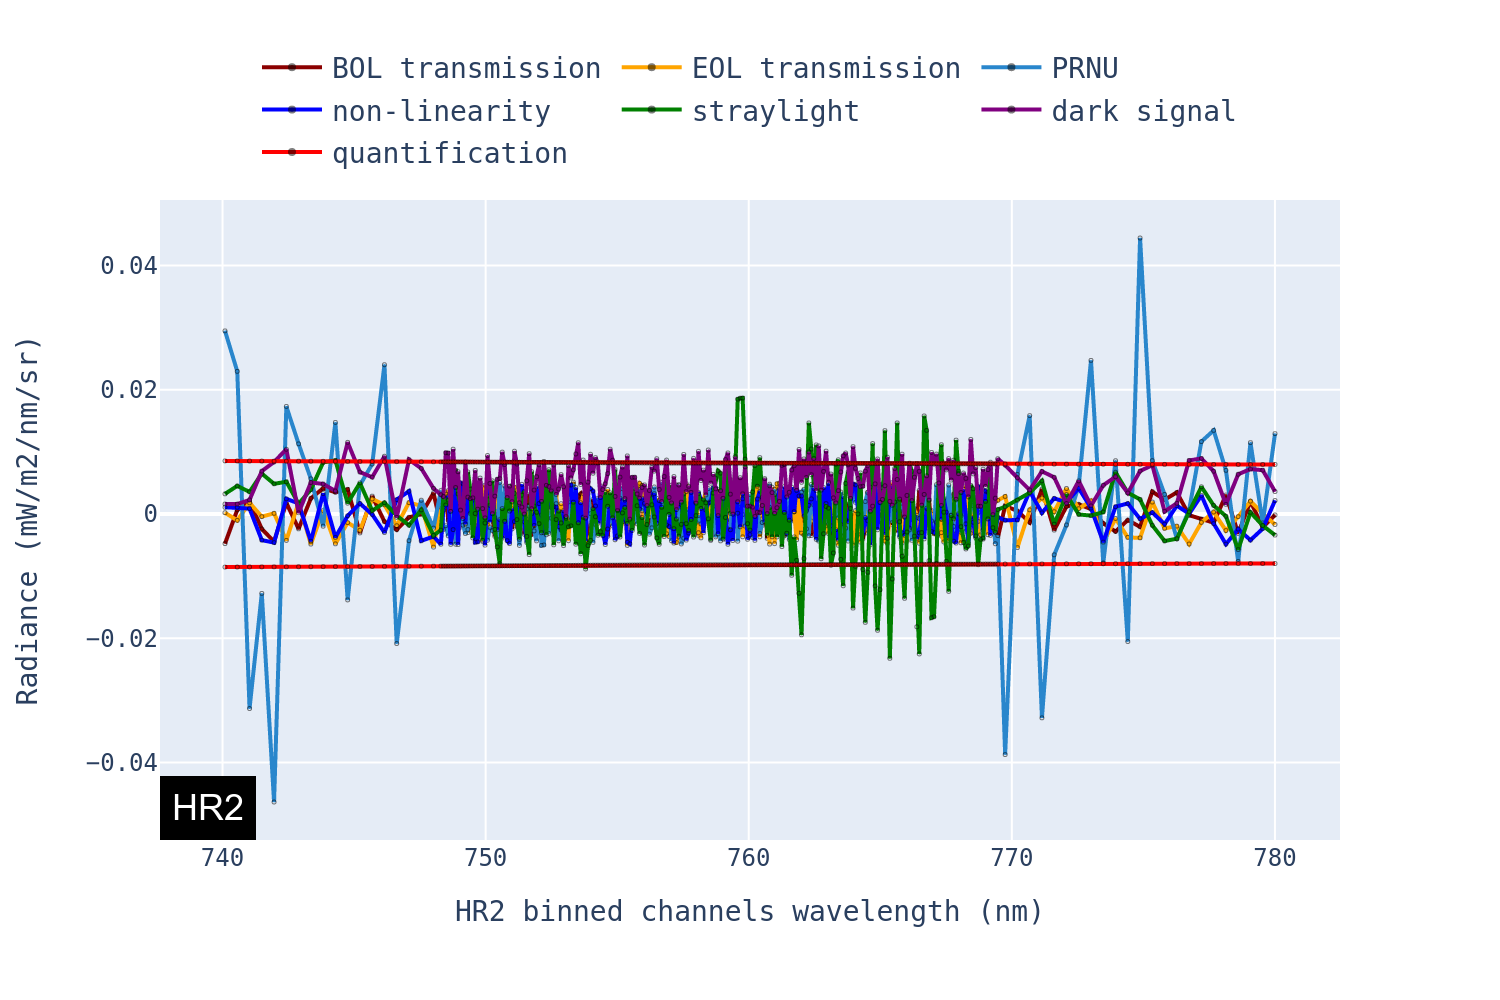 BOL transmission EOL transmission PRNU
non-linearity straylight dark signal
quantification
0.04
0.02
0
−0.02
−0.04
Radiance (mW/m2/nm/sr)
HR2
740 750 760 770 780
HR2 binned channels wavelength (nm)